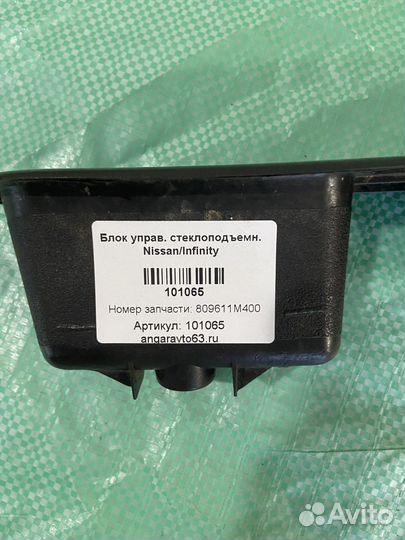 Блок управ. стеклоподъемн.
Nissan/Infinity
101065
Номер запчасти: 809611M400
Артикул: 101065
angaravto63.ru
Avito